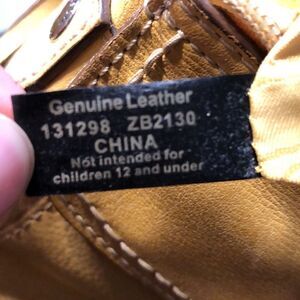 Genuine Leather
131298 ZB2130
CHINA
Not intended for
children 12 and under